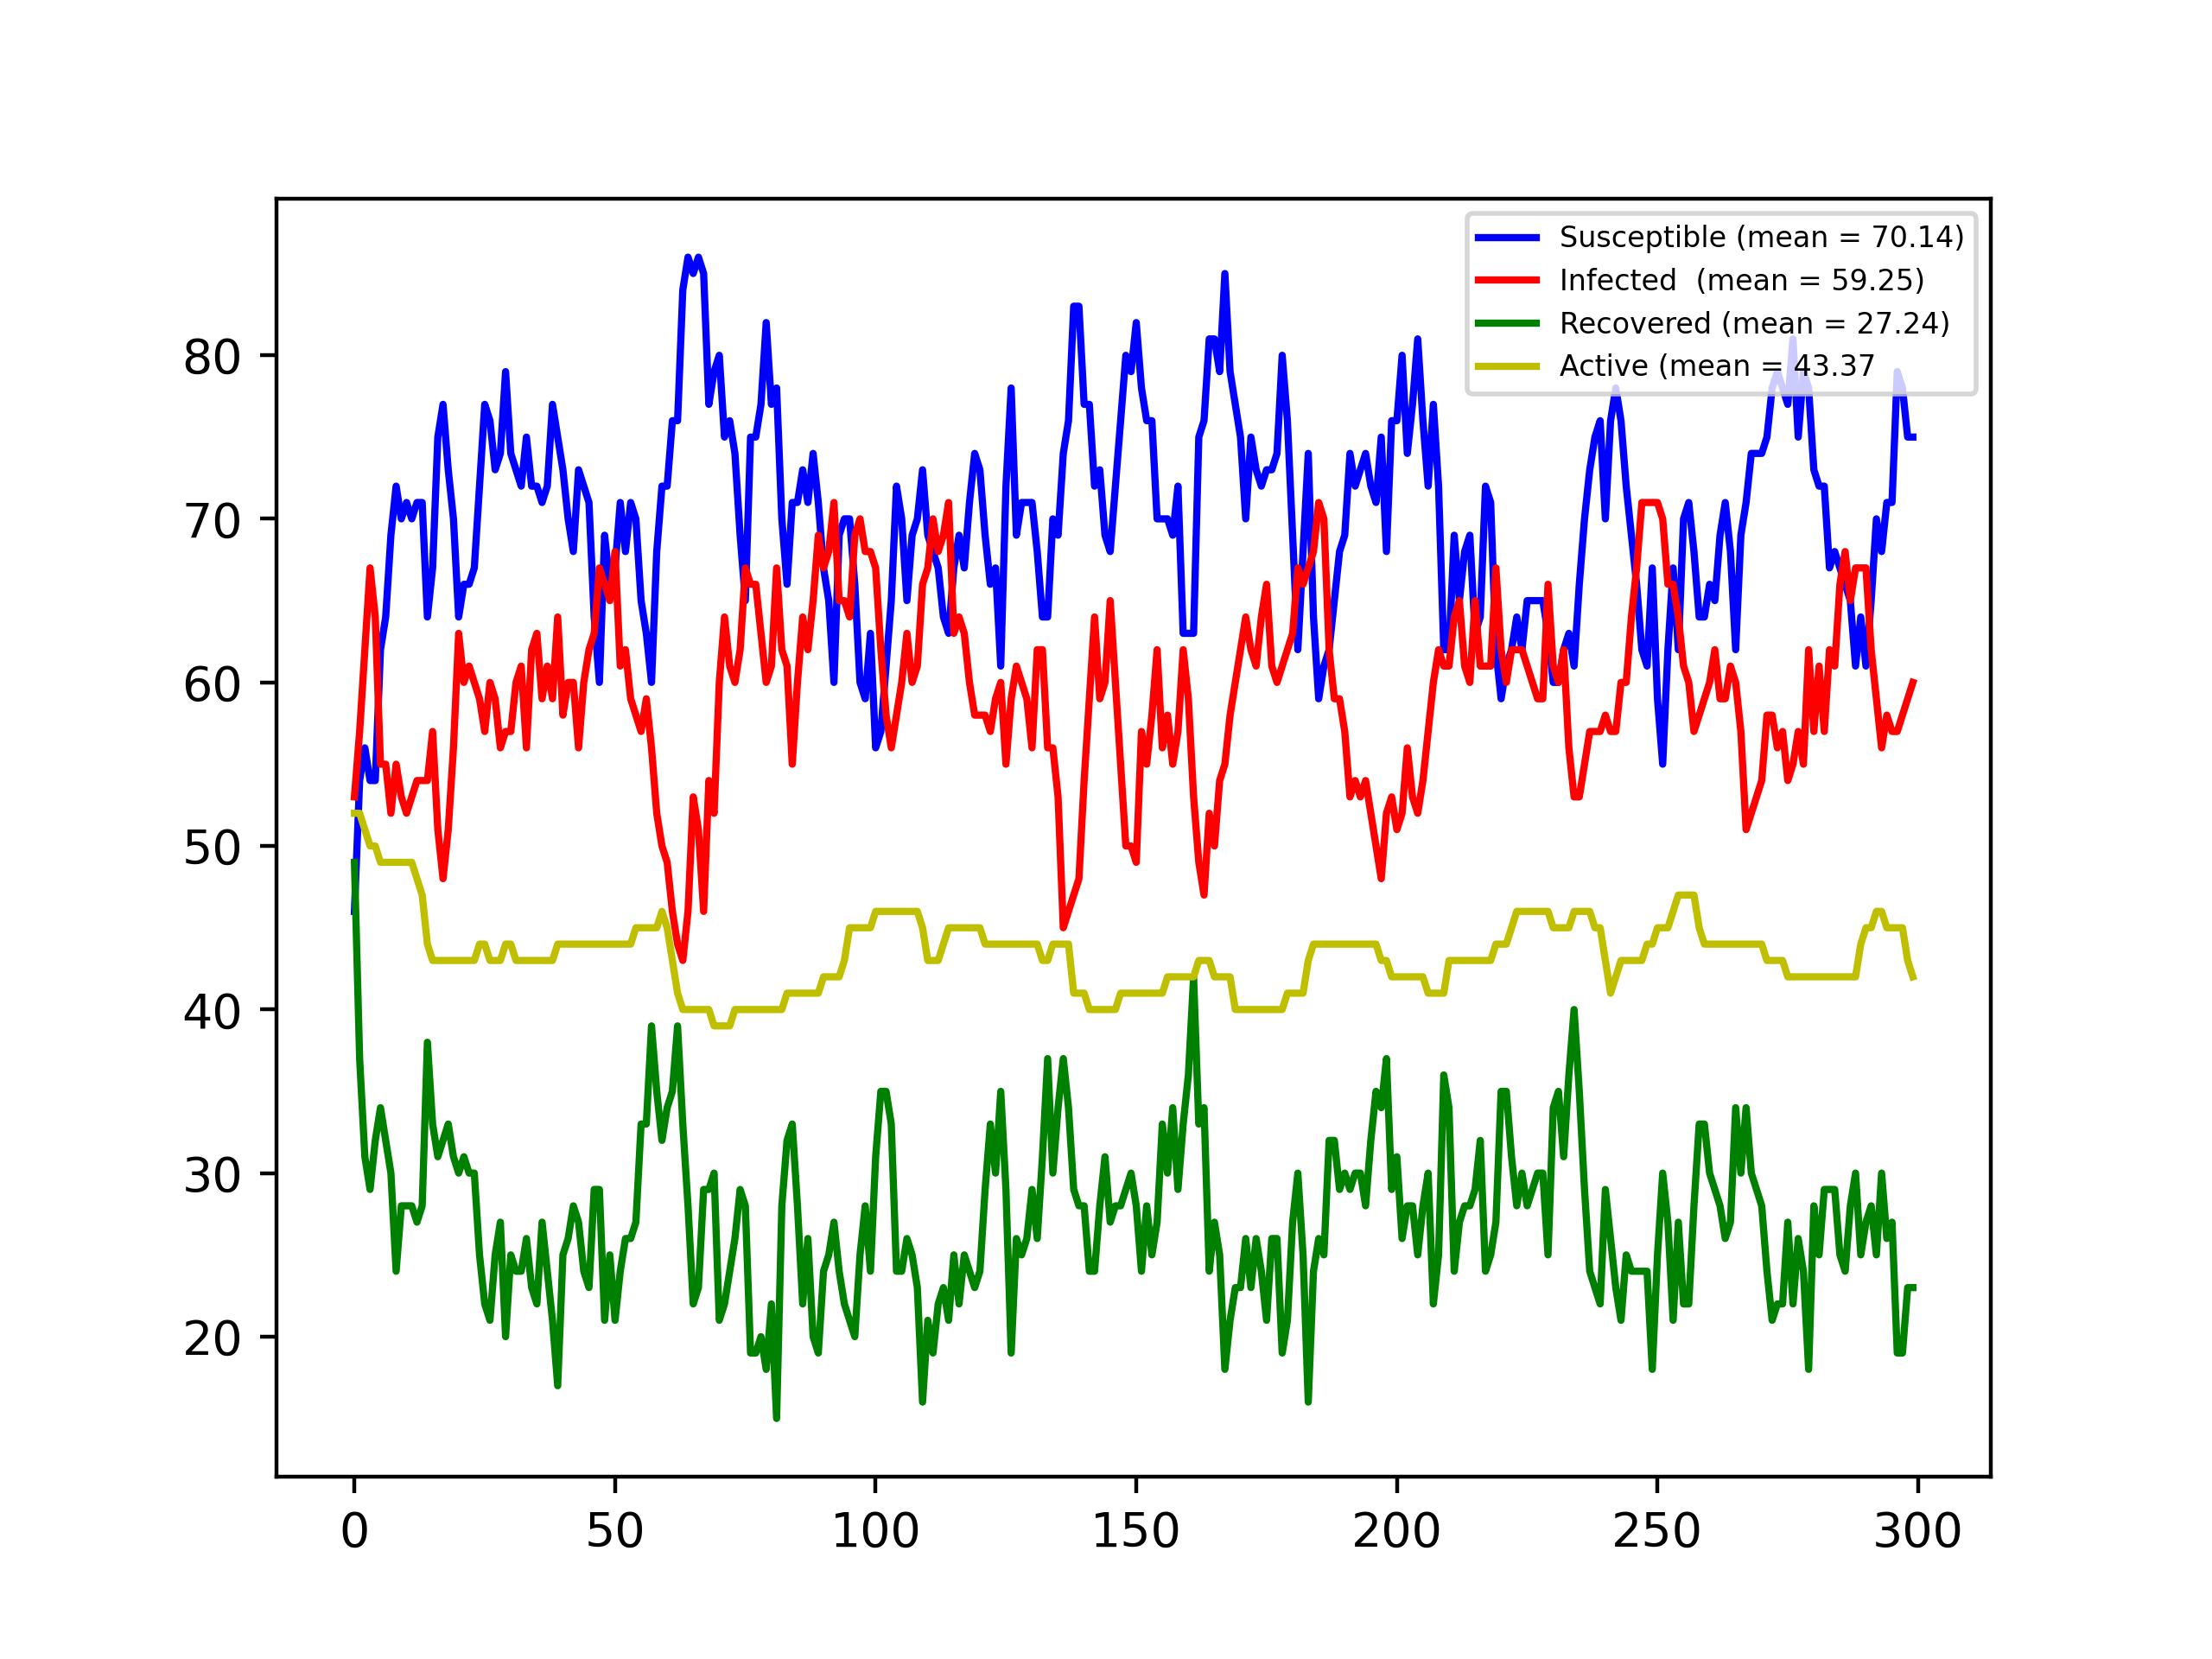 Susceptible (mean = 70.14)
Infected  (mean = 59.25)
Recovered (mean = 27.24)
Active (mean = 43.37
80
70
60
50
40
30
20
0 50 100 150 200 250 300